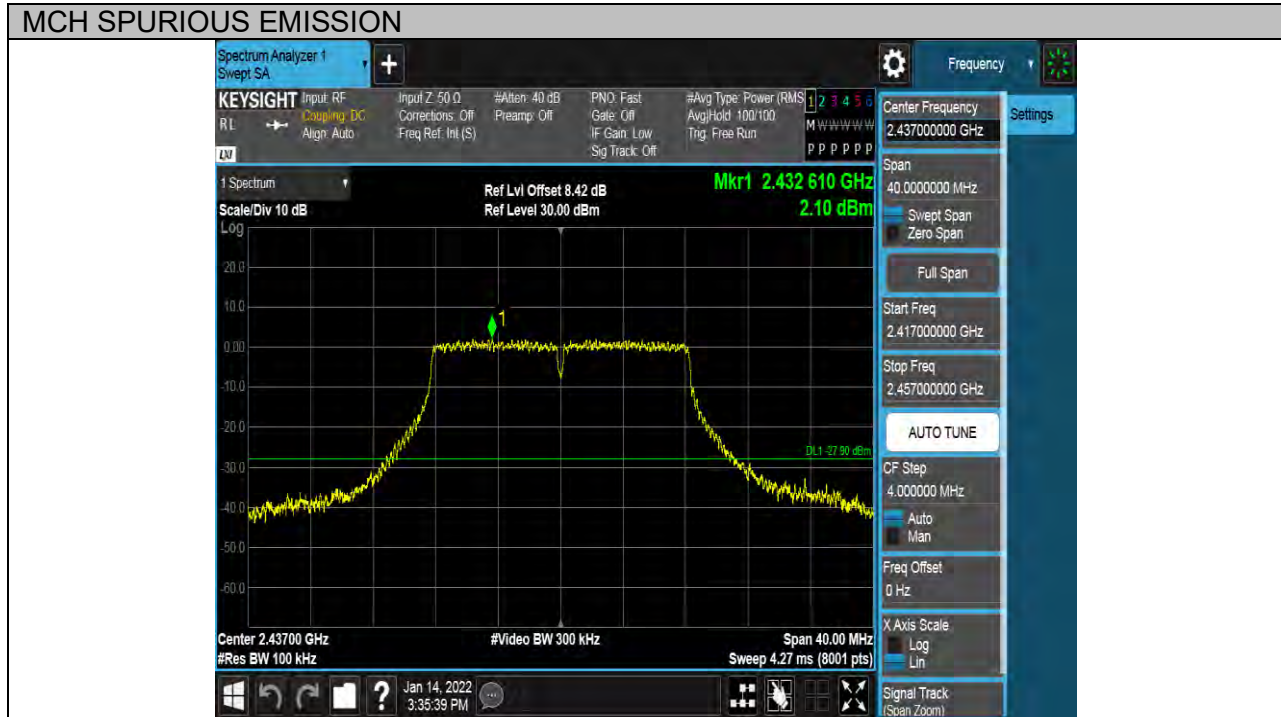 MCH SPURIOUS EMISSION
Spectrum Analyzer 1
Swept SA
+
Frequency
KEYSIGHT
RL
LXI
Input: RF
Coupling: DC
Align: Auto
Input Z: 50 Ω
Corrections: Off
Freq Ref: Int (S)
#Atten: 40 dB
Preamp: Off
PNO: Fast
Gate: Off
IF Gain: Low
Sig Track: Off
#Avg Type: Power (RMS
Avg|Hold: 100/100
Trig: Free Run
1 2 3 4 5 6
M W W W W W
P P P P P P
1 Spectrum
Scale/Div 10 dB
Log
Ref Lvl Offset 8.42 dB
Ref Level 30.00 dBm
Mkr1 2.432 610 GHz
2.10 dBm
20.0
10.0
0.00
-10.0
-20.0
-30.0
-40.0
-50.0
-60.0
1
DL1 -27.90 dBm
Center 2.43700 GHz
#Res BW 100 kHz
#Video BW 300 kHz
Span 40.00 MHz
Sweep 4.27 ms (8001 pts)
Center Frequency
2.437000000 GHz
Settings
Span
40.0000000 MHz
Swept Span
Zero Span
Full Span
Start Freq
2.417000000 GHz
Stop Freq
2.457000000 GHz
AUTO TUNE
CF Step
4.000000 MHz
Auto
Man
Freq Offset
0 Hz
X Axis Scale
Log
Lin
Signal Track
(Span Zoom)
?
Jan 14, 2022
3:35:39 PM